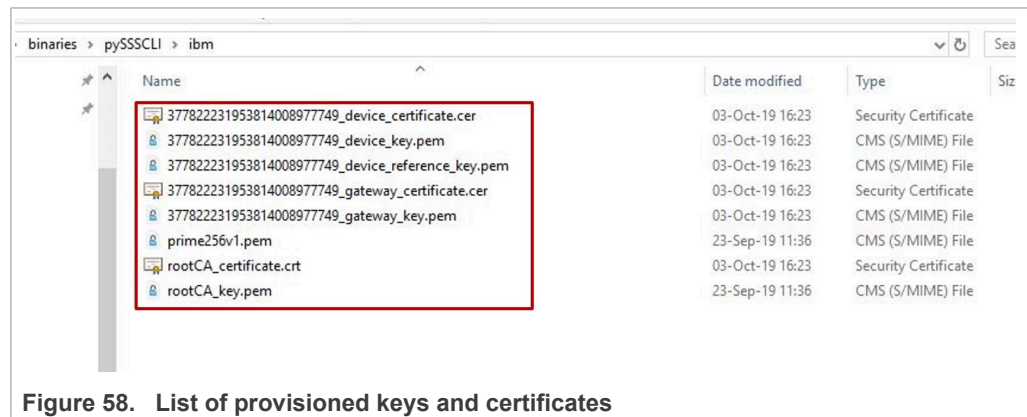 binaries > pySSSCLI > ibm Sea
Name Date modified Type Siz
377822231953814008977749_device_certificate.cer 03-Oct-19 16:23 Security Certificate
377822231953814008977749_device_key.pem 03-Oct-19 16:23 CMS (S/MIME) File
377822231953814008977749_device_reference_key.pem 03-Oct-19 16:23 CMS (S/MIME) File
377822231953814008977749_gateway_certificate.cer 03-Oct-19 16:23 Security Certificate
377822231953814008977749_gateway_key.pem 03-Oct-19 16:23 CMS (S/MIME) File
prime256v1.pem 23-Sep-19 11:36 CMS (S/MIME) File
rootCA_certificate.crt 03-Oct-19 16:23 Security Certificate
rootCA_key.pem 23-Sep-19 11:36 CMS (S/MIME) File
Figure 58. List of provisioned keys and certificates